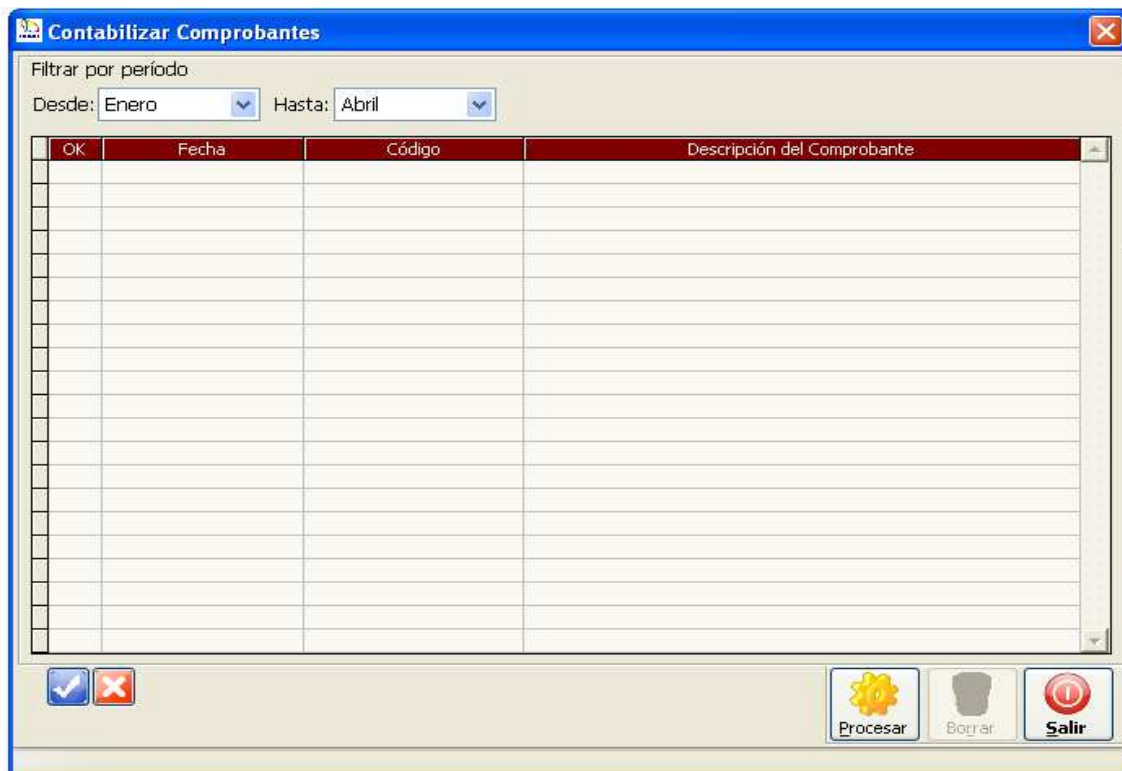 Contabilizar Comprobantes
Filtrar por período
Desde: Enero Hasta: Abril
OK Fecha Código Descripción del Comprobante
Procesar Borrar Salir